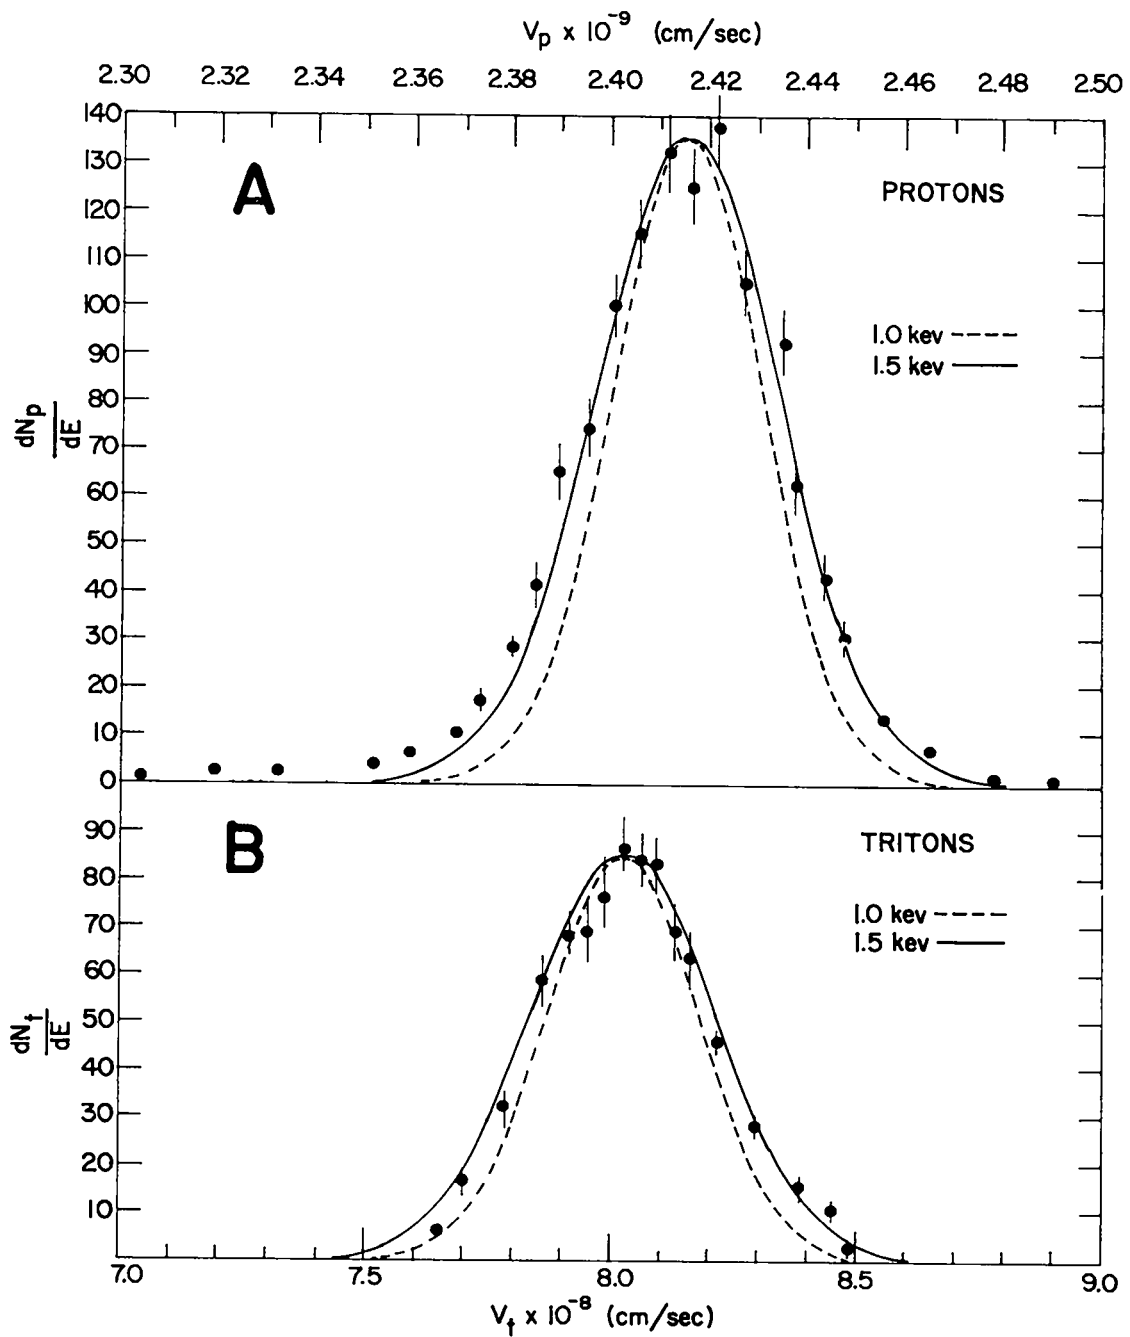 Vp x 10⁻⁹ (cm/sec)
2.30 2.32 2.34 2.36 2.38 2.40 2.42 2.44 2.46 2.48 2.50
140
130
A
PROTONS
120
110
100
1.0 kev
90
1.5 kev
80
dNp
dE
70
60
50
40
30
20
10
0
90
B
TRITONS
80
1.0 kev
70
1.5 kev
60
50
dNt
dE
40
30
20
10
7.0 7.5 8.0 8.5 9.0
Vt x 10⁻⁸ (cm/sec)